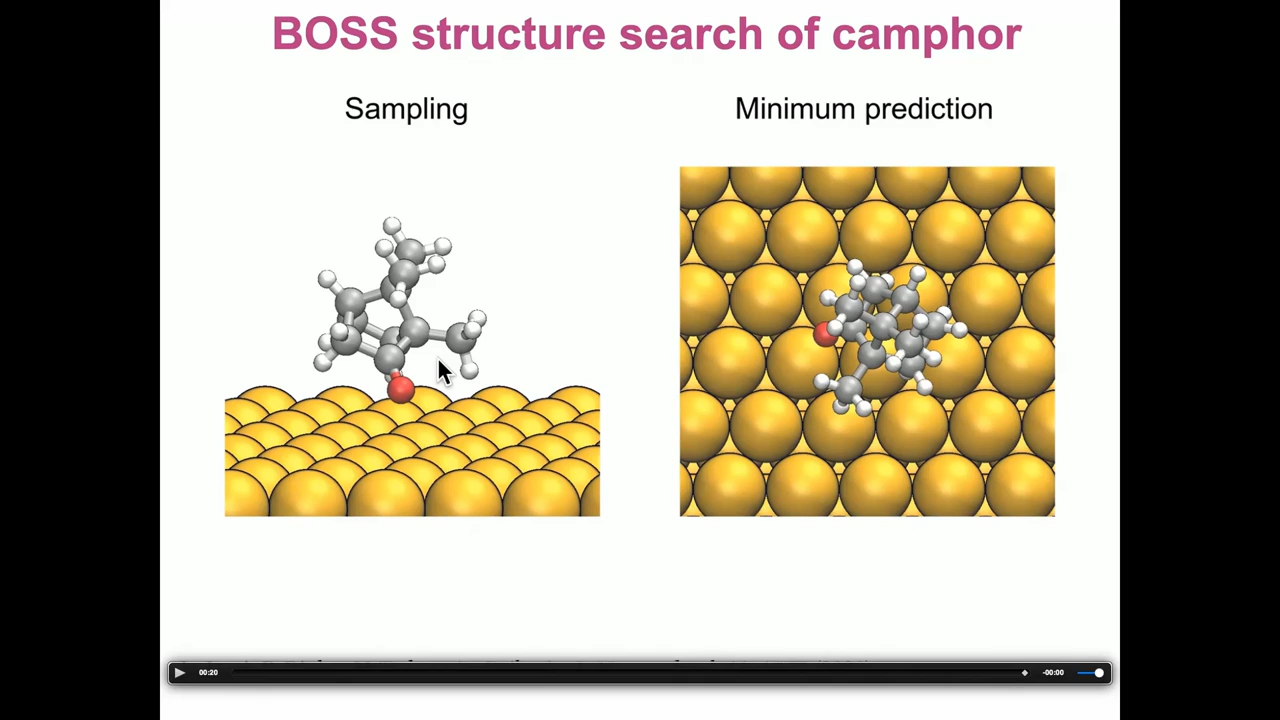 BOSS structure search of camphor
Sampling
Minimum prediction
00:20
-00:00